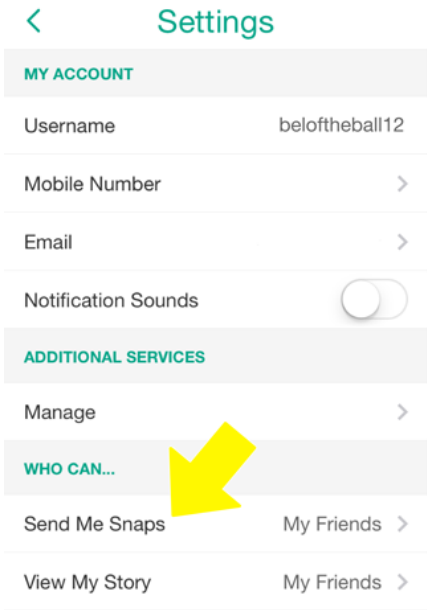 Settings
MY ACCOUNT
Username beloftheball12
Mobile Number
Email
Notification Sounds
ADDITIONAL SERVICES
Manage
WHO CAN...
Send Me Snaps My Friends
View My Story My Friends